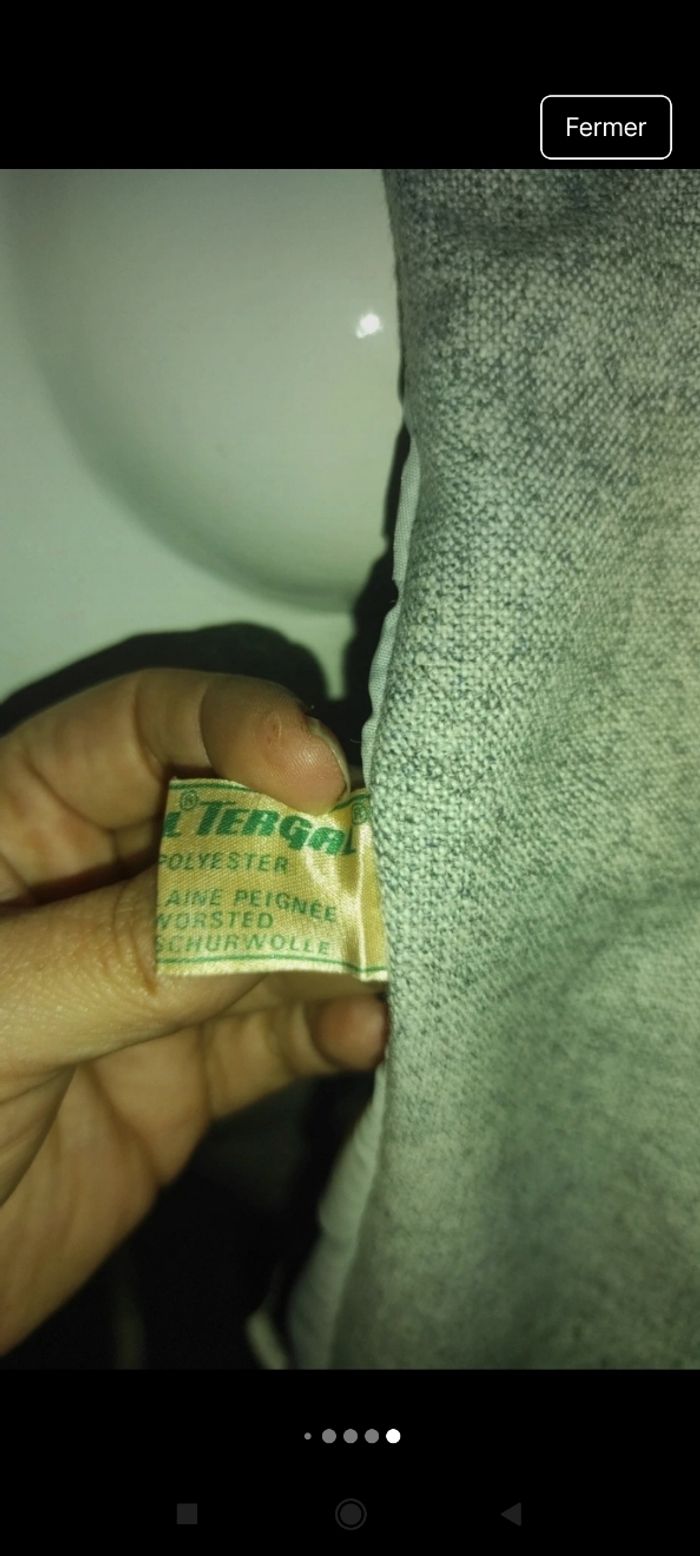 Fermer
L® TERGAL®
POLYESTER
AINE PEIGNÉE
WORSTED
SCHURWOLLE